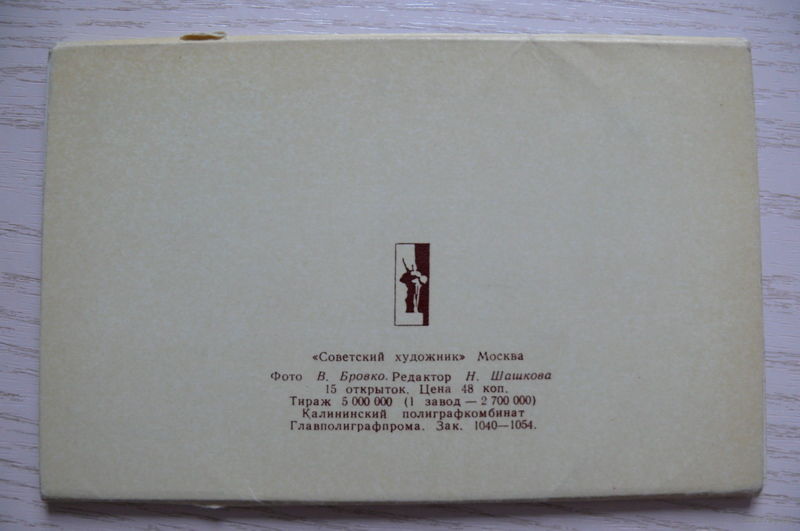 «Советский художник» Москва
Фото В. Бровко. Редактор Н. Шашкова
15 открыток. Цена 48 коп.
Тираж 5 000 000 (1 завод — 2 700 000)
Калининский полиграфкомбинат
Главполиграфпрома. Зак. 1040—1054.